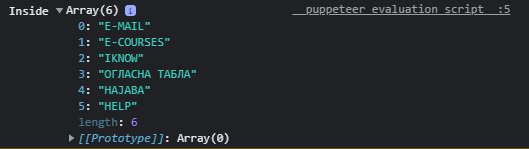 Inside ▼Array(6) i __puppeteer_evaluation_script__:5
0: "E-MAIL"
1: "E-COURSES"
2: "IKNOW"
3: "ОГЛАСНА ТАБЛА"
4: "НАЈАВА"
5: "HELP"
length: 6
▶[[Prototype]]: Array(0)